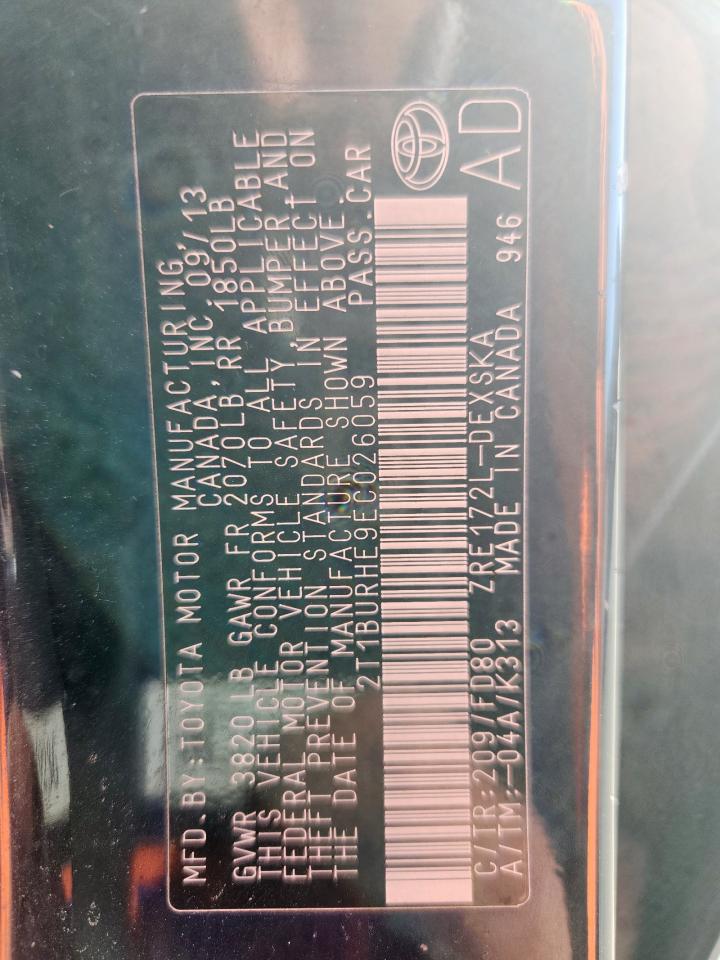 MFD. BY:TOYOTA MOTOR MANUFACTURING,
CANADA, INC. 09/13
GVWR 3820 LB GAWR FR 2070LB, RR 1850LB
THIS VEHICLE CONFORMS TO ALL APPLICABLE
FEDERAL MOTOR VEHICLE SAFETY, BUMPER, AND
THEFT PREVENTION STANDARDS IN EFFECT ON
THE DATE OF MANUFACTURE SHOWN ABOVE.
2T1BURHE9EC026059 PASS.CAR
C/TR:209/FD80 ZRE172L-DEXSKA
A/TM:-04A/K313 MADE IN CANADA 946 AD